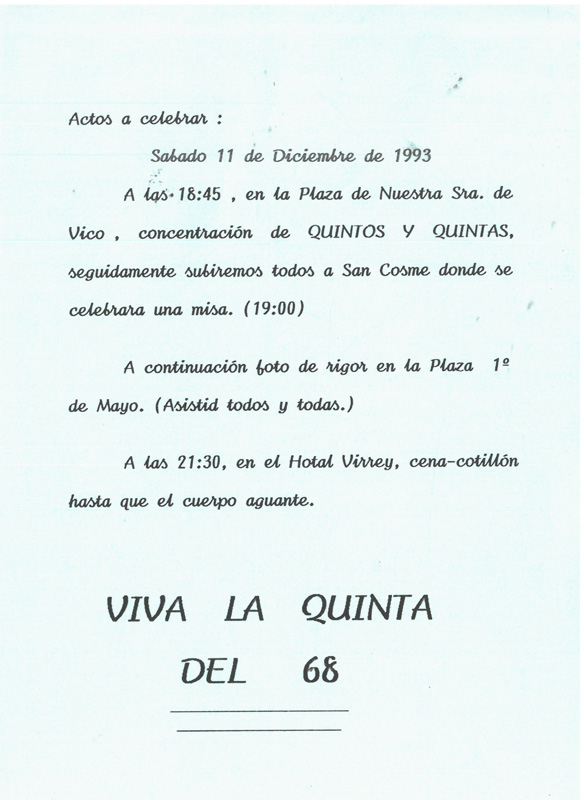 Actos a celebrar :
Sabado 11 de Diciembre de 1993
A las 18:45 , en la Plaza de Nuestra Sra. de
Vico , concentración de QUINTOS Y QUINTAS,
seguidamente subiremos todos a San Cosme donde se
celebrara una misa. (19:00)
A continuación foto de rigor en la Plaza 1º
de Mayo. (Asistid todos y todas.)
A las 21:30, en el Hotal Virrey, cena-cotillón
hasta que el cuerpo aguante.
VIVA LA QUINTA
DEL 68